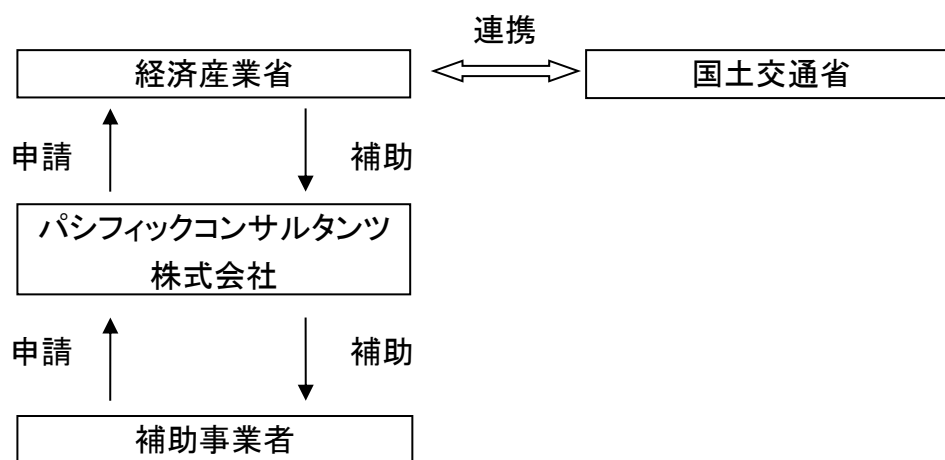 連携
経済産業省
国土交通省
申請
補助
パシフィックコンサルタンツ
株式会社
申請
補助
補助事業者